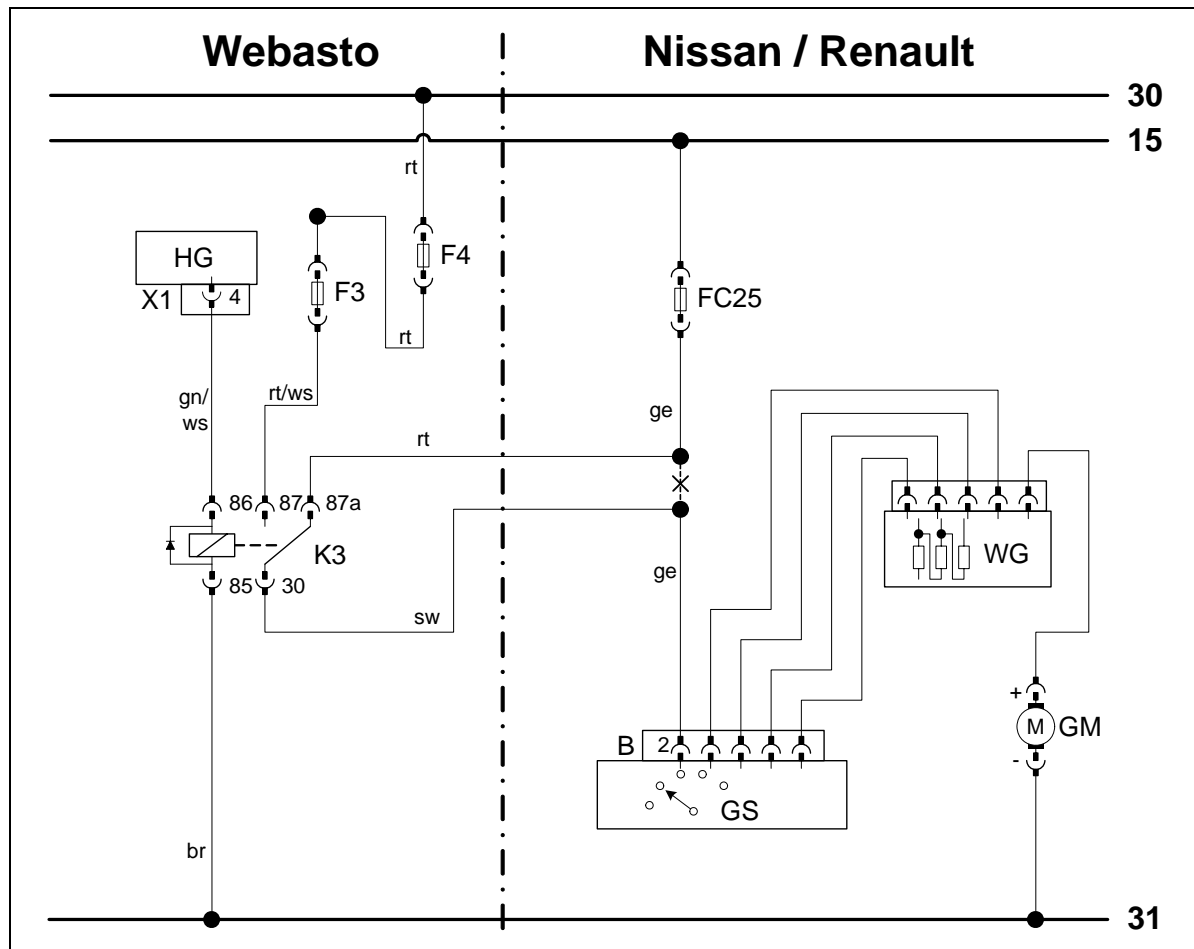 Webasto
Nissan / Renault
30
15
rt
HG
F4
X1
4
F3
FC25
rt
gn/
ws
rt/ws
ge
rt
86
87
87a
K3
WG
85
30
ge
sw
+
M
GM
-
B
2
GS
br
31